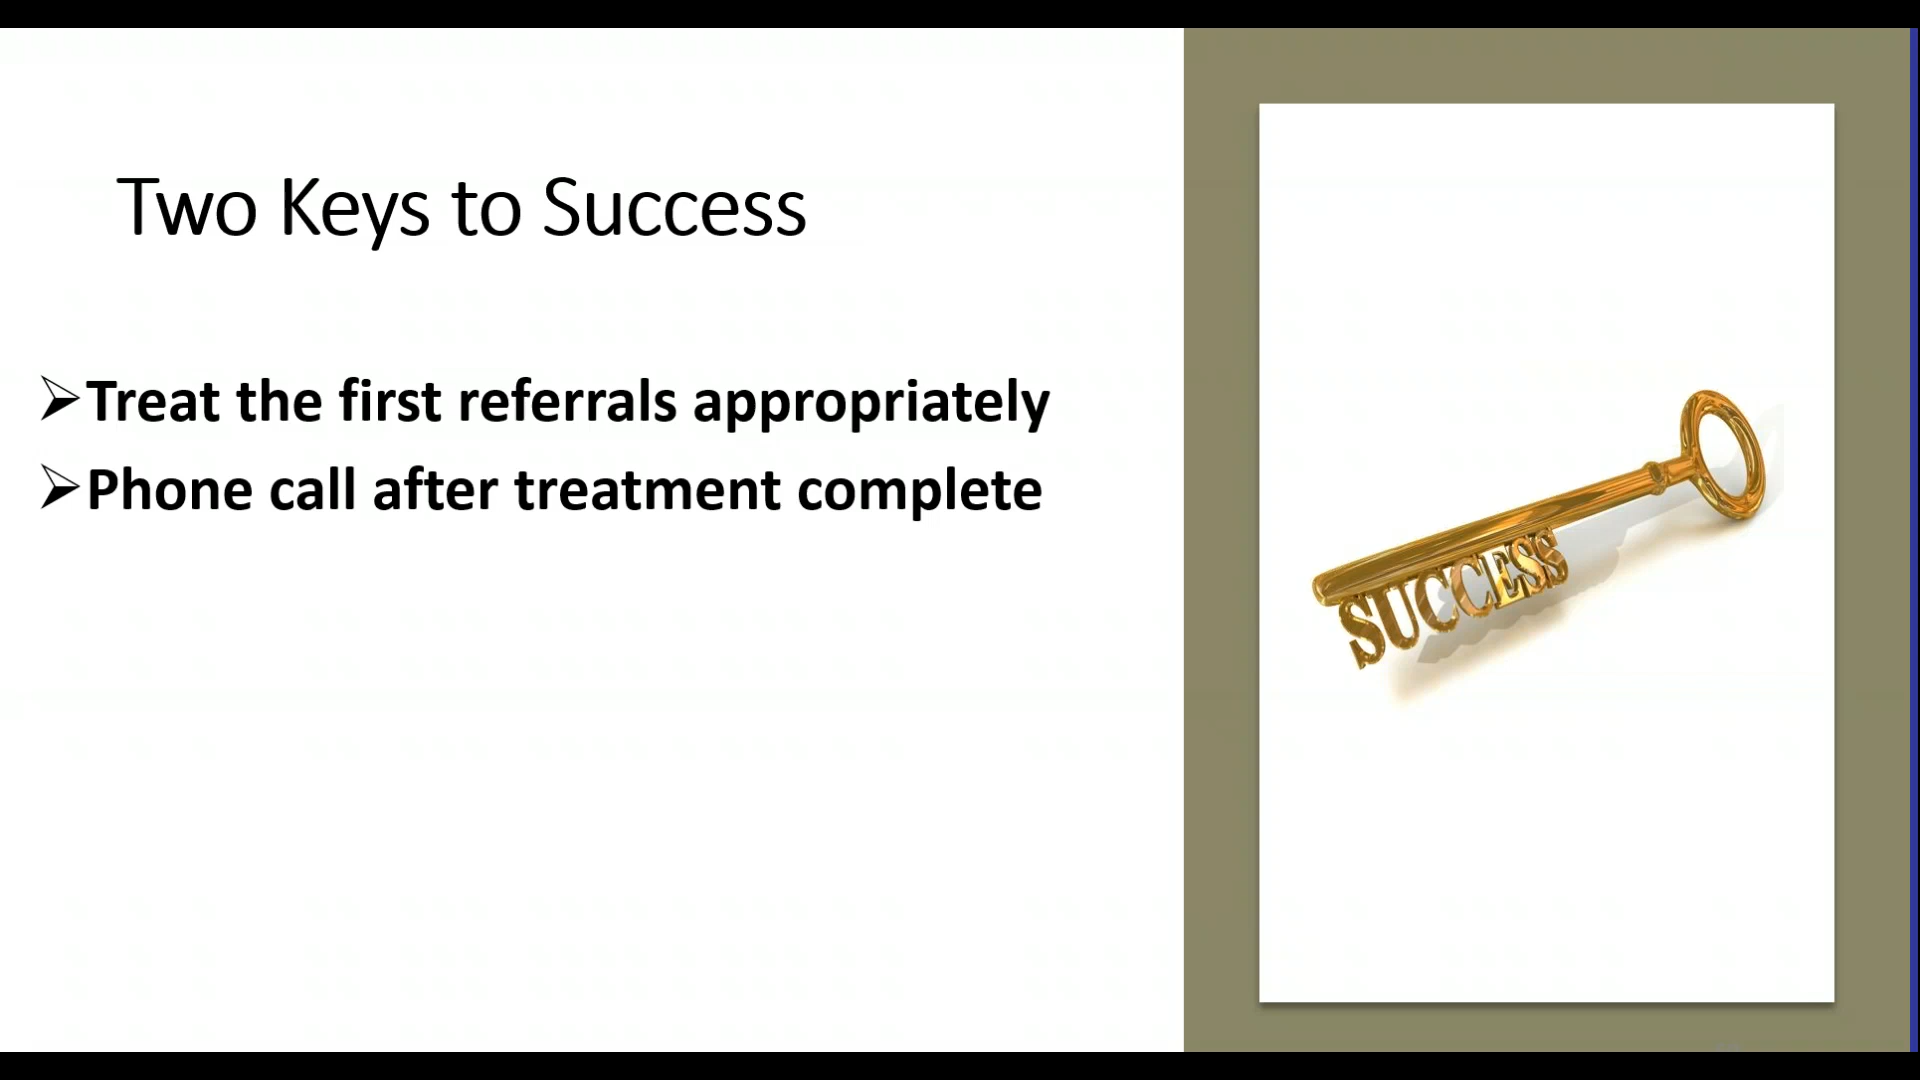 Two Keys to Success
➢Treat the first referrals appropriately
➢Phone call after treatment complete
SUCCESS